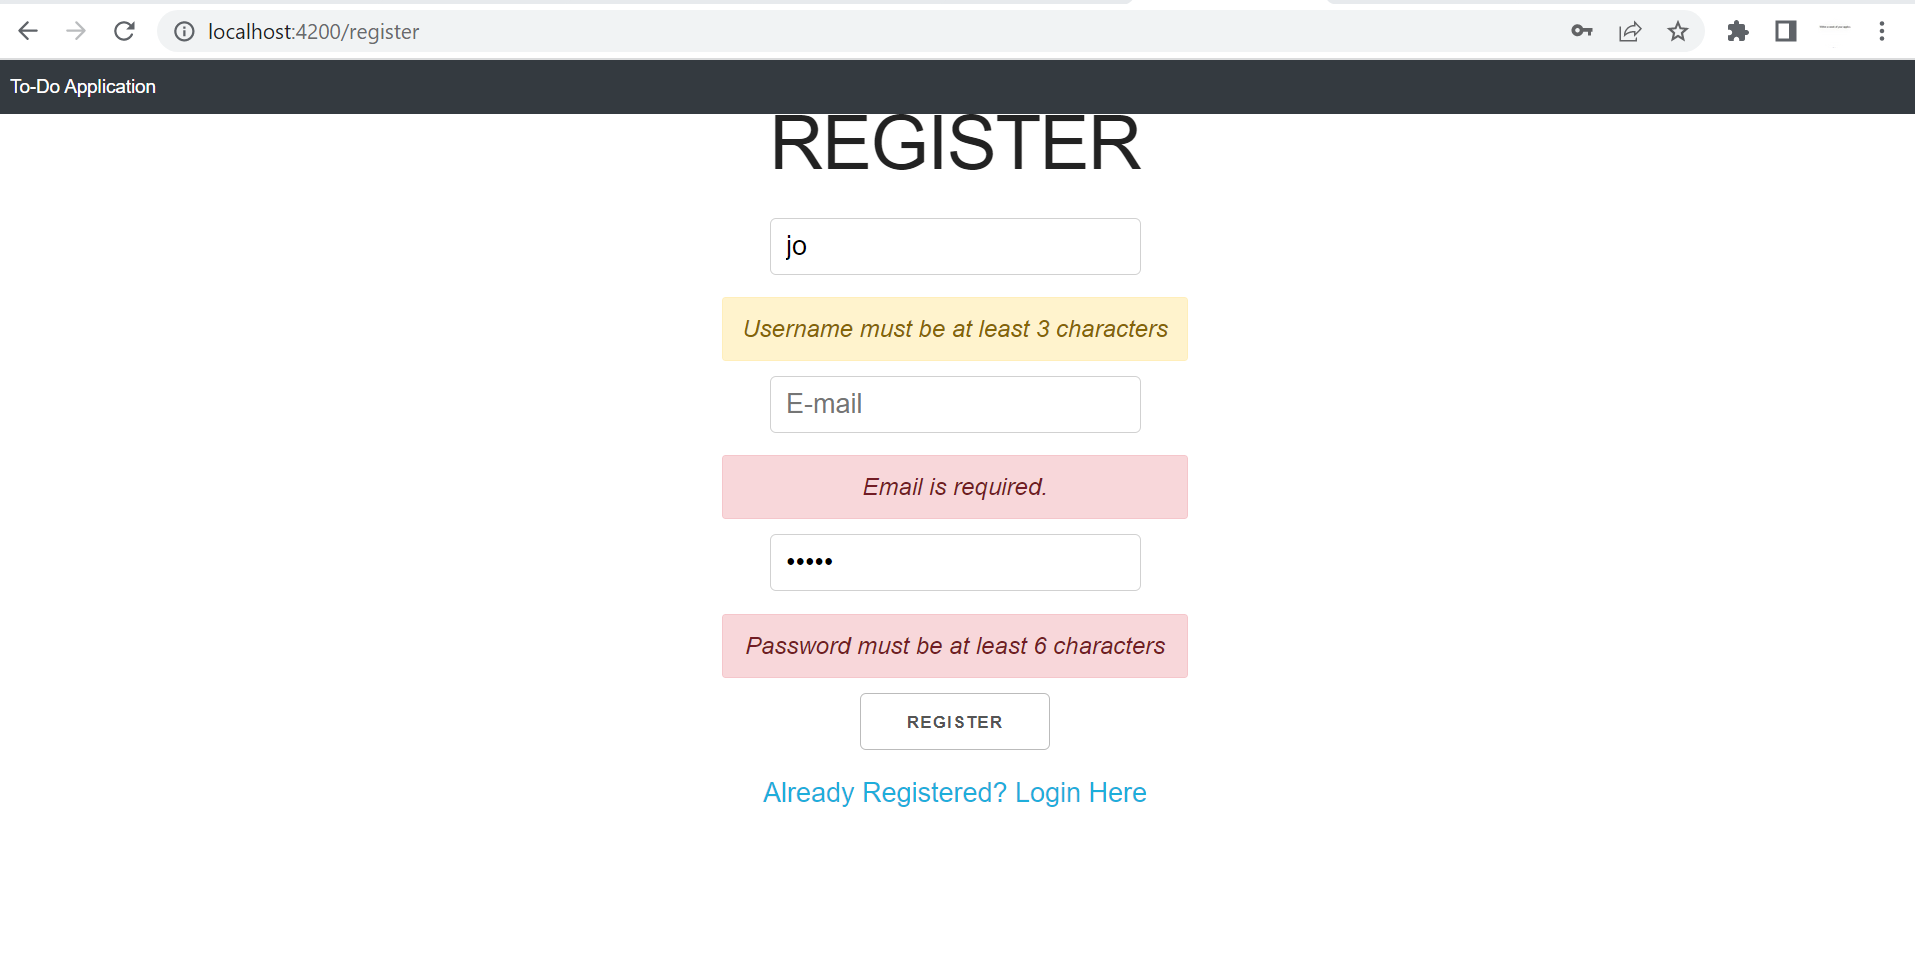 localhost:4200/register
To-Do Application
REGISTER
jo
Username must be at least 3 characters
E-mail
Email is required.
•••••
Password must be at least 6 characters
REGISTER
Already Registered? Login Here